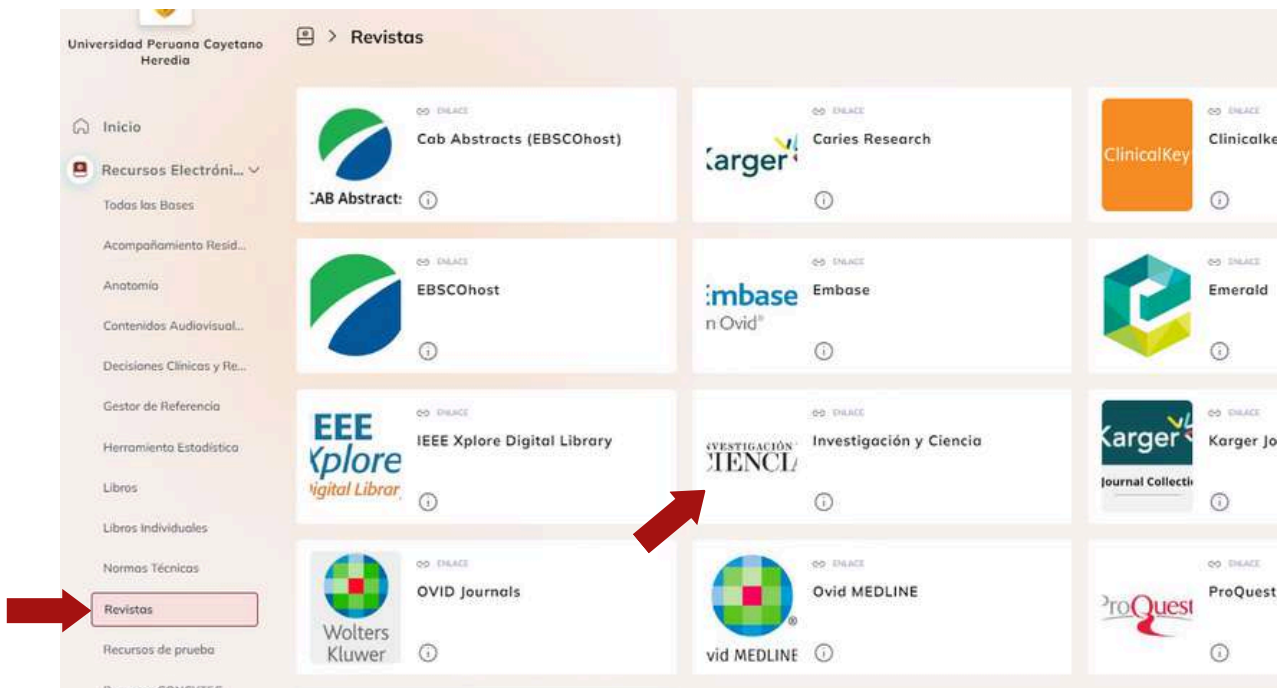 Universidad Peruana Cayetano
Heredia
Inicio
Recursos Electróni...
Todas las Bases
Acompañamiento Resid...
Anatomía
Contenidos Audiovisual...
Decisiones Clínicas y Re...
Gestor de Referencia
Herramienta Estadística
Libros
Libros Individuales
Normas Técnicas
Revistas
Recursos de prueba
> Revistas
CAB Abstracts
ENLACE
Cab Abstracts (EBSCOhost)
Karger
ENLACE
Caries Research
ClinicalKey
ENLACE
Clinicalke
ENLACE
EBSCOhost
Embase
n Ovid®
ENLACE
Embase
ENLACE
Emerald
IEEE
Xplore
Digital Library
ENLACE
IEEE Xplore Digital Library
INVESTIGACIÓN
CIENCIA
ENLACE
Investigación y Ciencia
Karger
Journal Collecti
ENLACE
Karger Jo
Wolters
Kluwer
ENLACE
OVID Journals
®
Ovid MEDLINE
ENLACE
Ovid MEDLINE
ProQuest
ENLACE
ProQuest